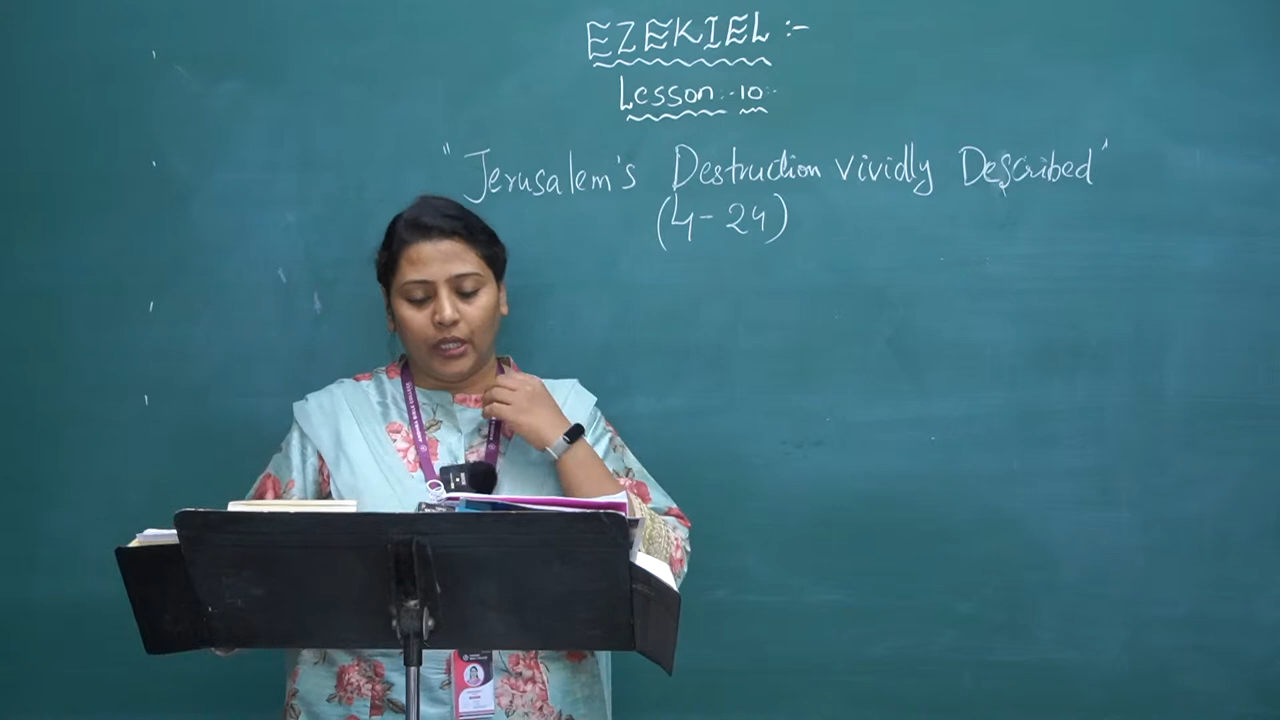 EZEKIEL :-
Lesson :- 10 :-
"Jerusalem's Destruction vividly Described"
(4-24)